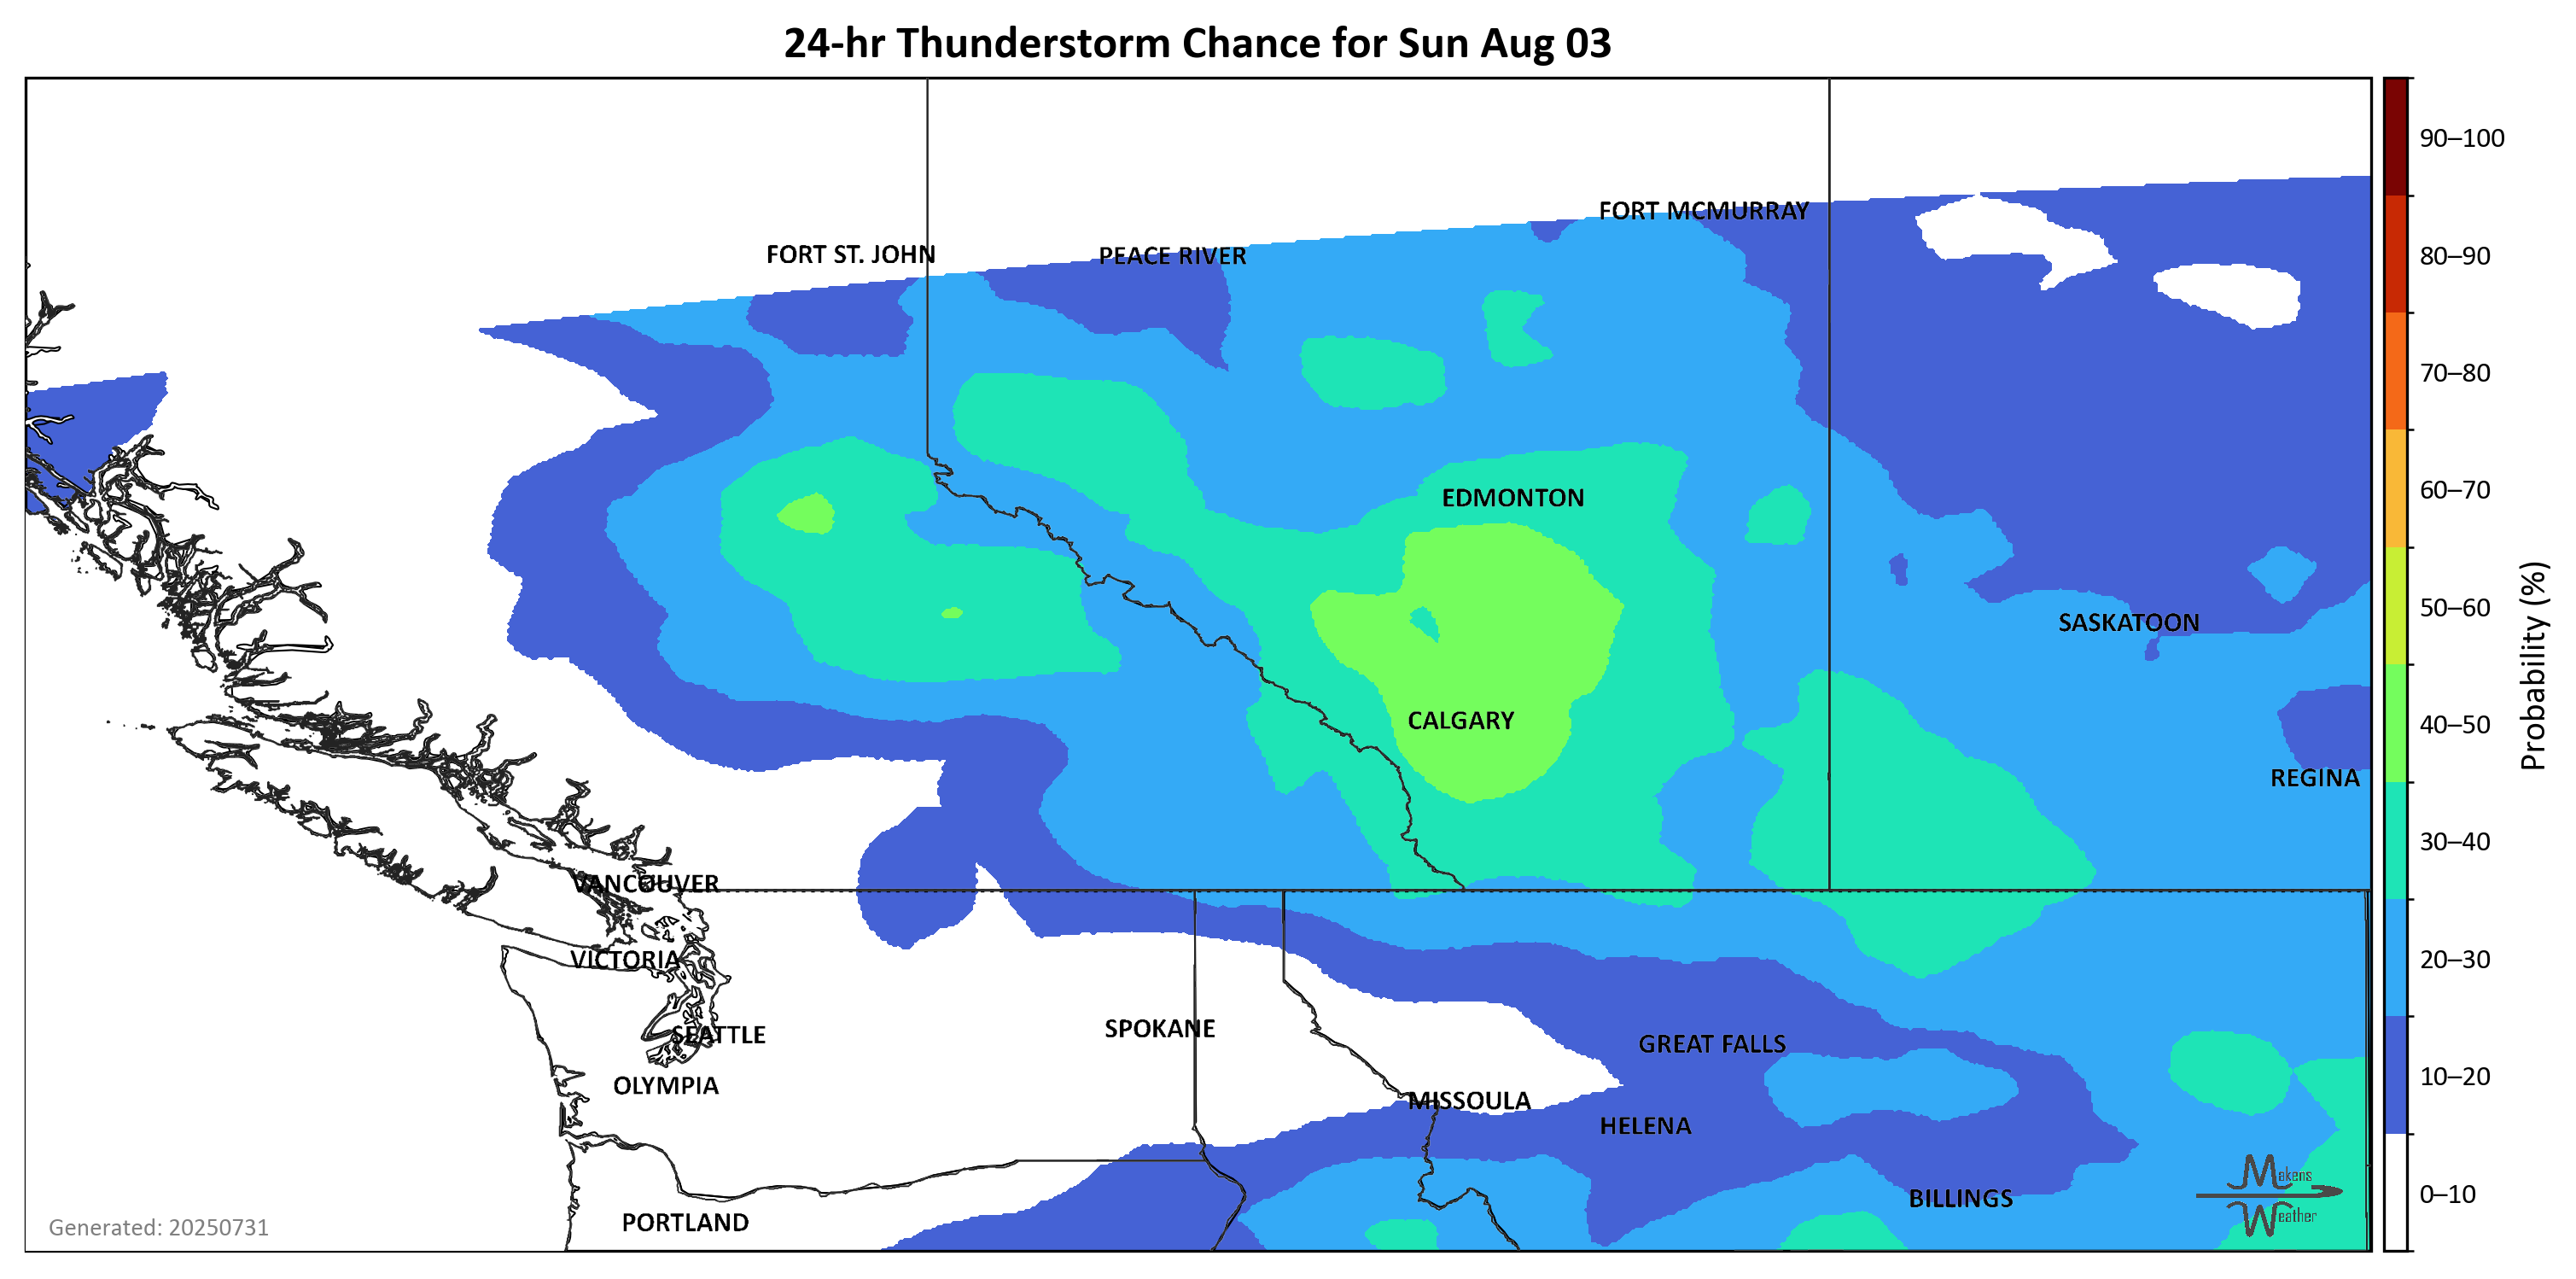 24-hr Thunderstorm Chance for Sun Aug 03
90–100
FORT MCMURRAY
FORT ST. JOHN
PEACE RIVER
80–90
70–80
60–70
EDMONTON
50–60
SASKATOON
CALGARY
40–50
Probability (%)
REGINA
30–40
VANCOUVER
VICTORIA
20–30
SPOKANE
SEATTLE
GREAT FALLS
10–20
OLYMPIA
MISSOULA
HELENA
Makens
Weather
0–10
BILLINGS
PORTLAND
Generated: 20250731